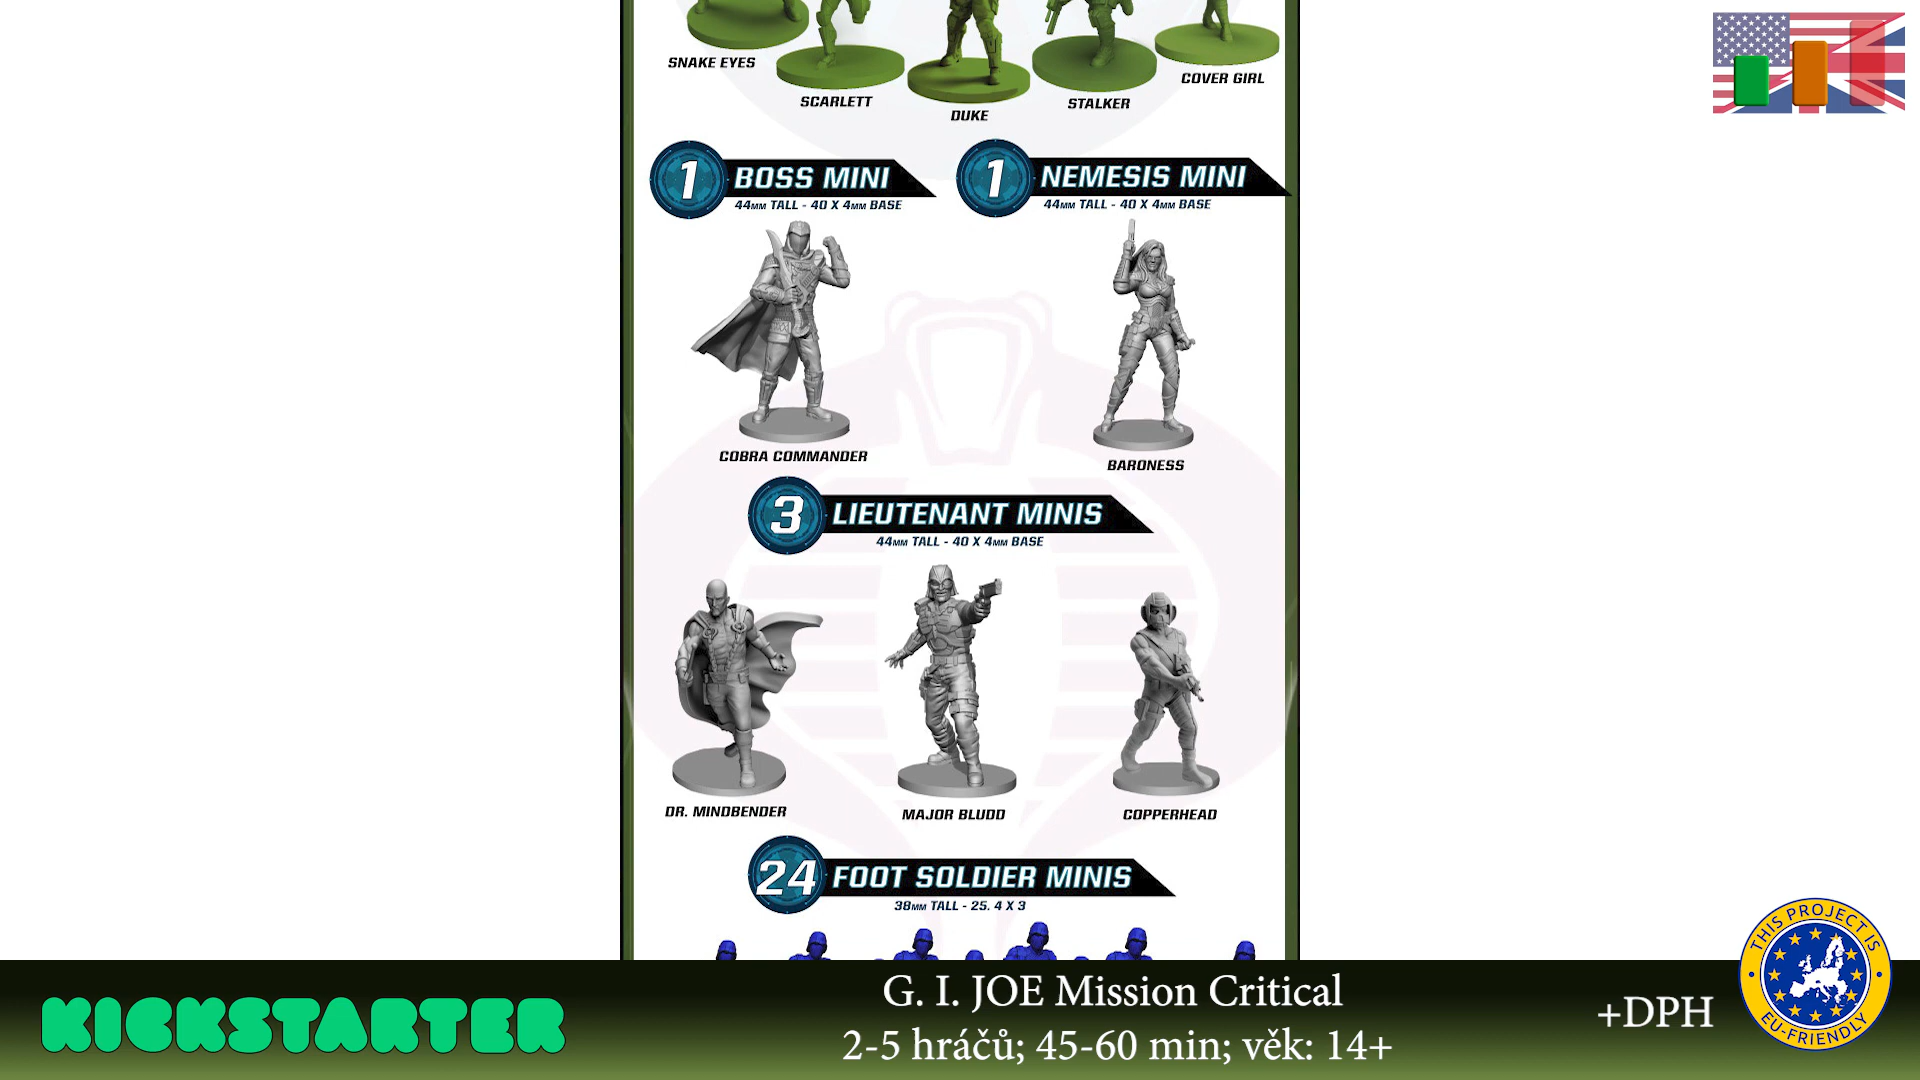 SNAKE EYES
SCARLETT
DUKE
STALKER
COVER GIRL
1 BOSS MINI
44MM TALL - 40 X 4MM BASE
1 NEMESIS MINI
44MM TALL - 40 X 4MM BASE
COBRA COMMANDER
BARONESS
3 LIEUTENANT MINIS
44MM TALL - 40 X 4MM BASE
DR. MINDBENDER
MAJOR BLUDD
COPPERHEAD
24 FOOT SOLDIER MINIS
38MM TALL - 25. 4 X 3
KICKSTARTER
G. I. JOE Mission Critical
2-5 hráčů; 45-60 min; věk: 14+
+DPH
THIS PROJECT IS
EU-FRIENDLY